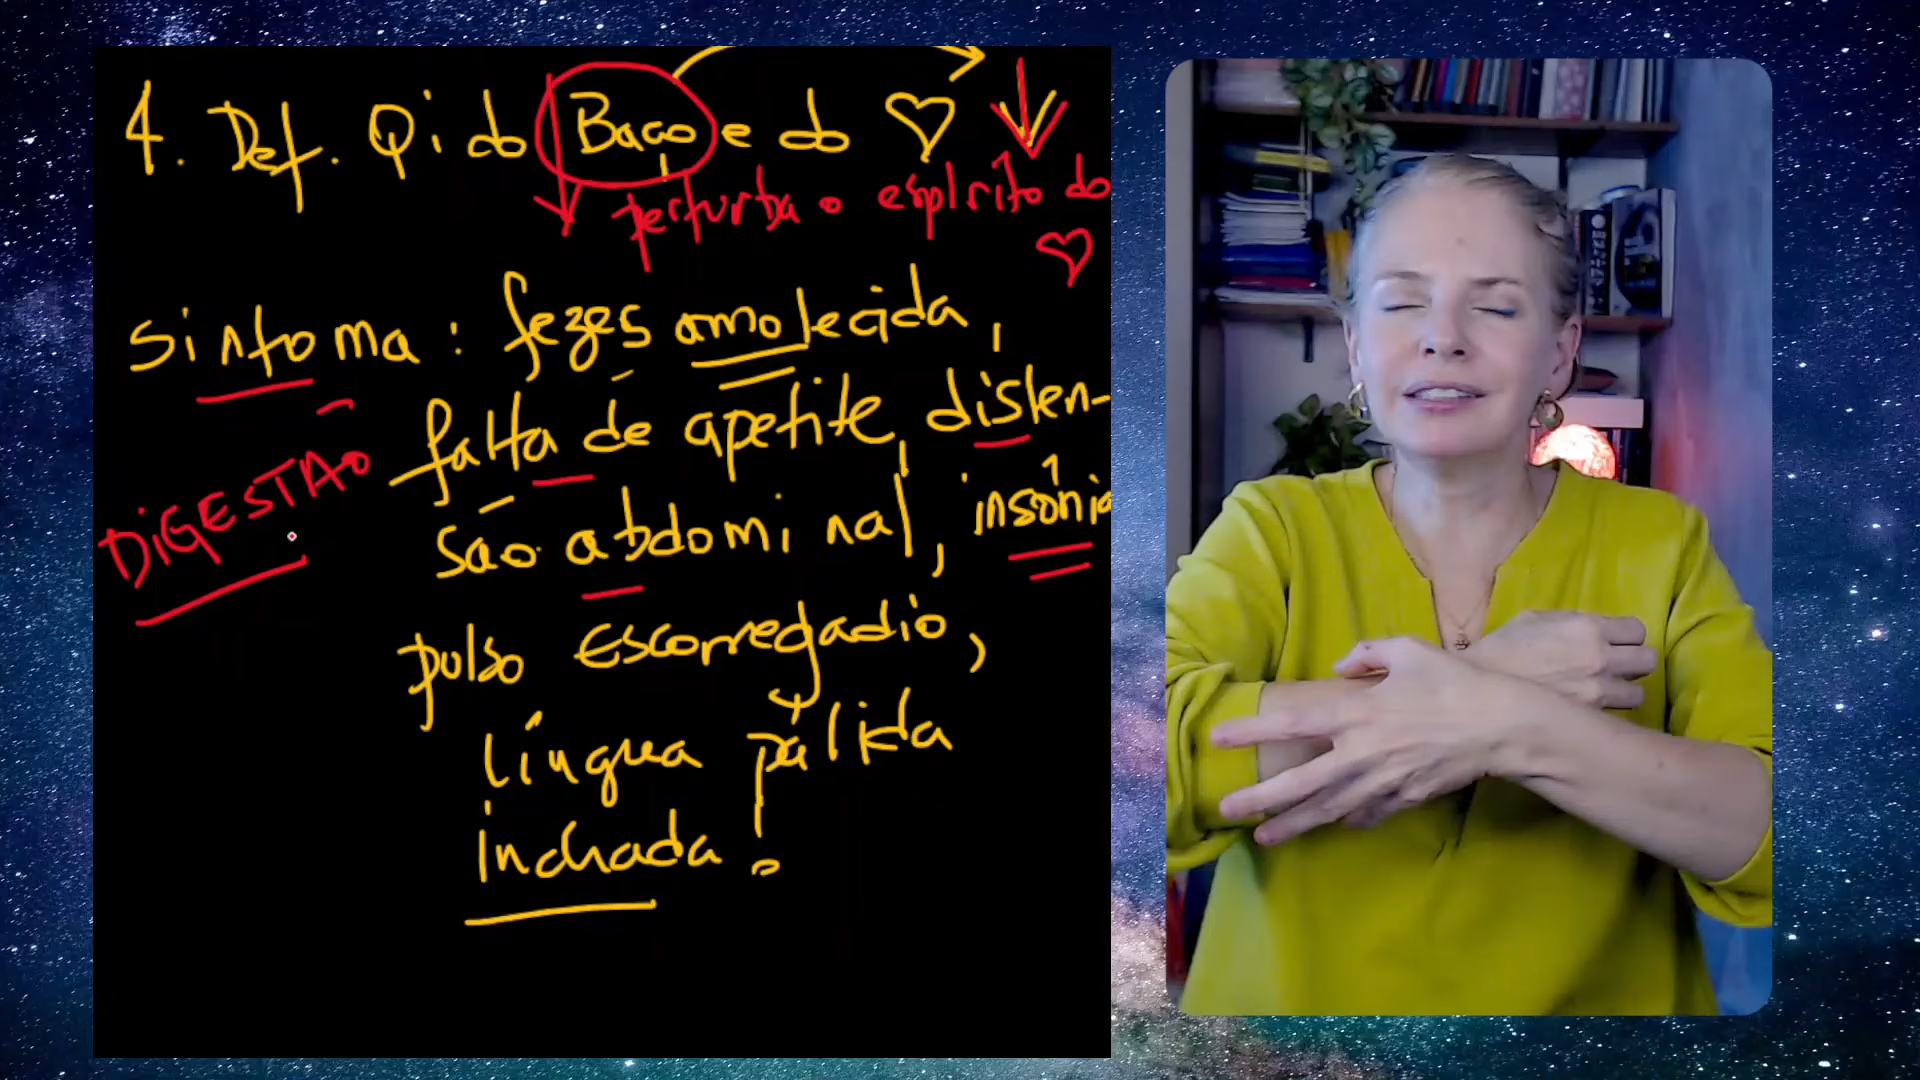 4. Def. Qi do Baço e do ♡
perturba o espírito do
♡
Sintoma: fezes amolecida,
falta de apetite, disten-
são abdominal, insônia
DIGESTÃO
pulso escorregadio,
língua pálida
inchada.